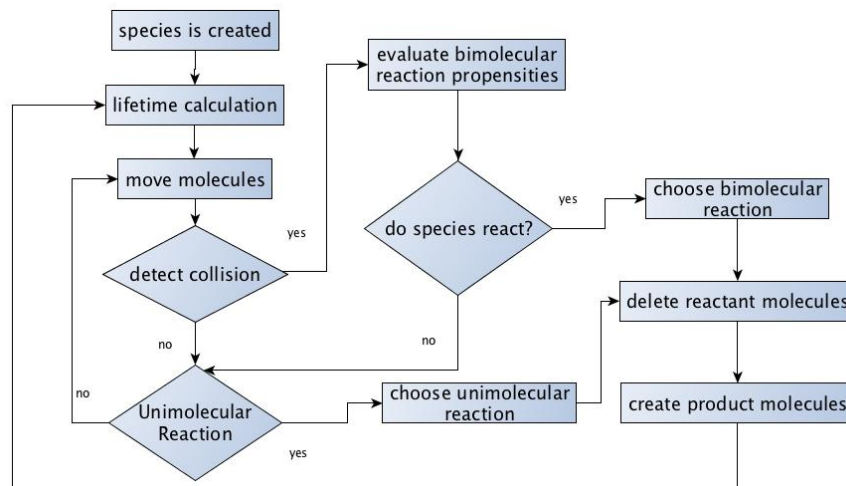 species is created
lifetime calculation
move molecules
detect collision
yes
no
Unimolecular
Reaction
no
yes
evaluate bimolecular
reaction propensities
do species react?
yes
no
choose bimolecular
reaction
choose unimolecular
reaction
delete reactant molecules
create product molecules